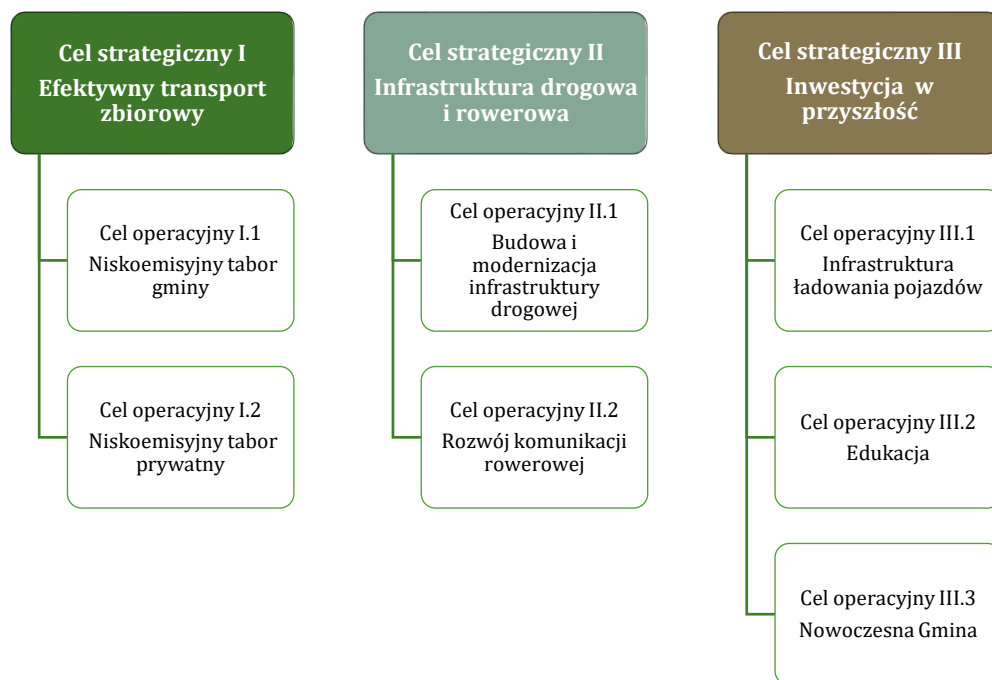 Cel strategiczny I
Efektywny transport
zbiorowy
Cel operacyjny I.1
Niskoemisyjny tabor
gminy
Cel operacyjny I.2
Niskoemisyjny tabor
prywatny
Cel strategiczny II
Infrastruktura drogowa
i rowerowa
Cel operacyjny II.1
Budowa i
modernizacja
infrastruktury
drogowej
Cel operacyjny II.2
Rozwój komunikacji
rowerowej
Cel strategiczny III
Inwestycja w
przyszłość
Cel operacyjny III.1
Infrastruktura
ładowania pojazdów
Cel operacyjny III.2
Edukacja
Cel operacyjny III.3
Nowoczesna Gmina